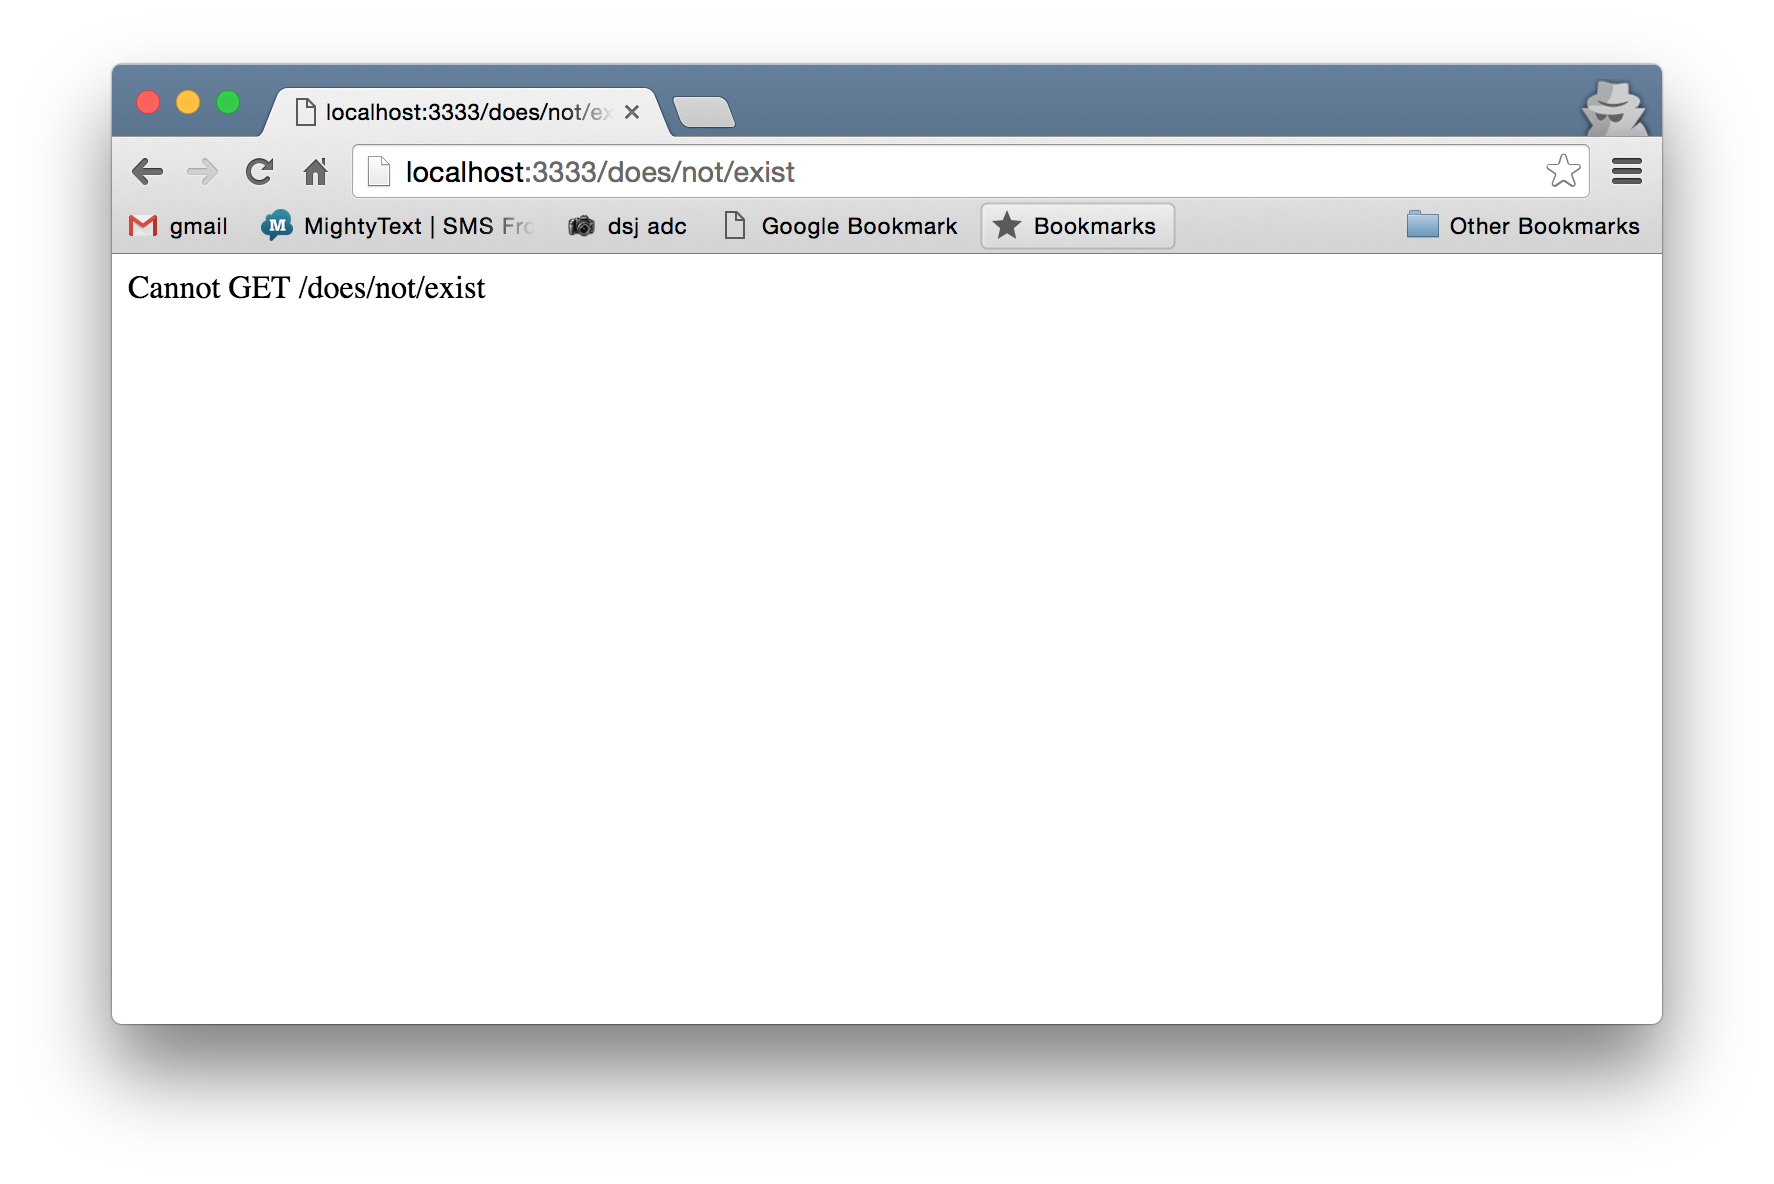 localhost:3333/does/not/ex
localhost:3333/does/not/exist
gmail
M MightyText | SMS Fro
dsj adc
Google Bookmark
Bookmarks
Other Bookmarks
Cannot GET /does/not/exist